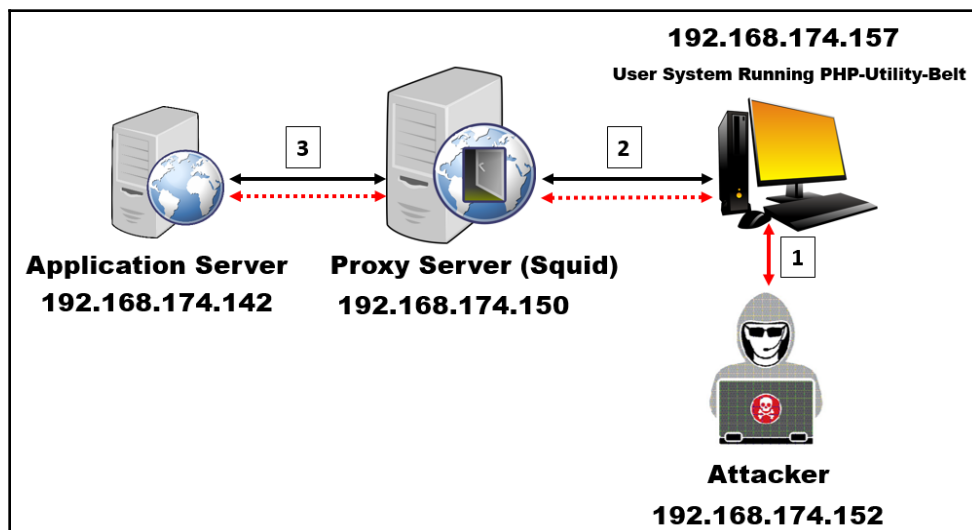 192.168.174.157
User System Running PHP-Utility-Belt
3
2
1
Application Server
192.168.174.142
Proxy Server (Squid)
192.168.174.150
Attacker
192.168.174.152